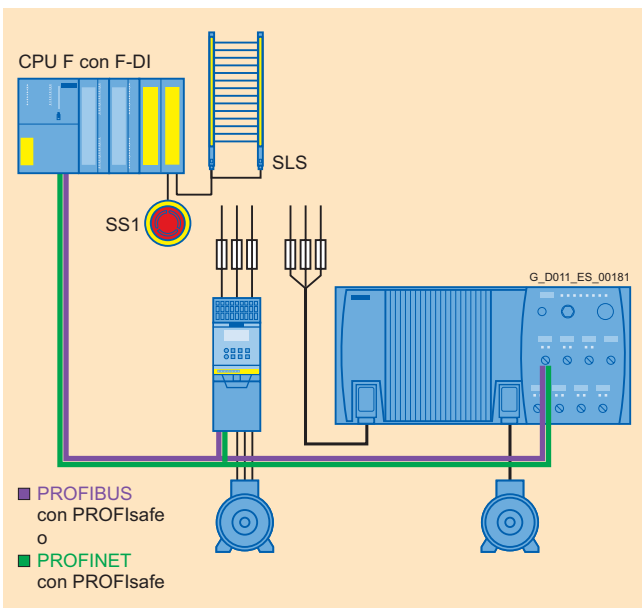 CPU F con F-DI
SLS
SS1
G_D011_ES_00181
PROFIBUS
con PROFIsafe
o
PROFINET
con PROFIsafe